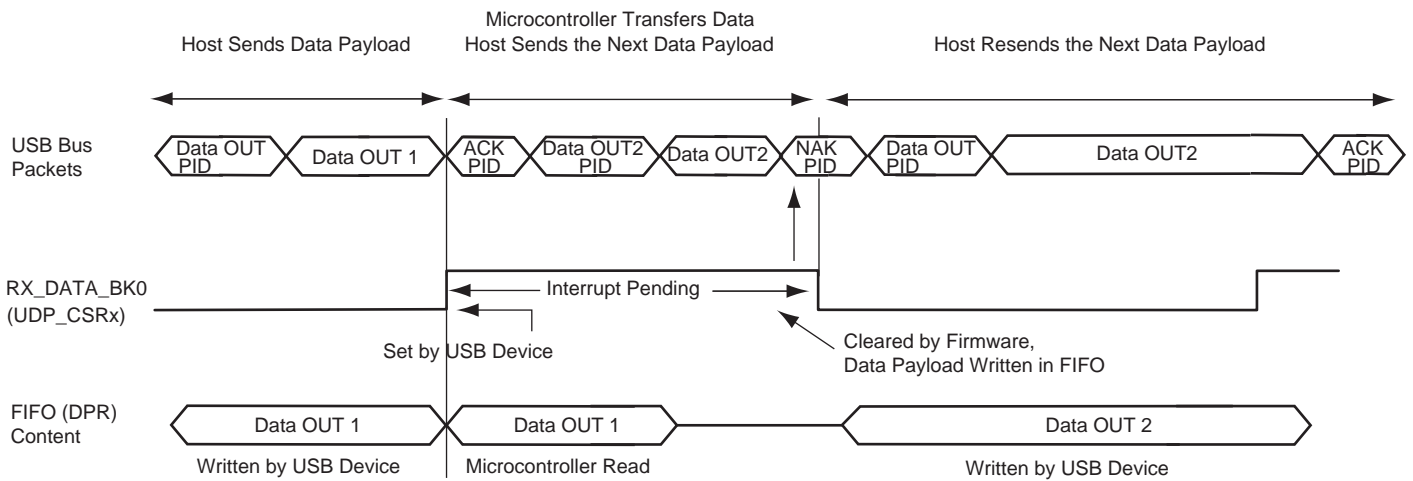 Microcontroller Transfers Data
Host Sends Data Payload
Host Sends the Next Data Payload
Host Resends the Next Data Payload
USB Bus
Packets
Data OUT
PID
Data OUT 1
ACK
PID
Data OUT2
PID
Data OUT2
NAK
PID
Data OUT
PID
Data OUT2
ACK
PID
RX_DATA_BK0
(UDP_CSRx)
Interrupt Pending
Set by USB Device
Cleared by Firmware,
Data Payload Written in FIFO
FIFO (DPR)
Content
Data OUT 1
Data OUT 1
Data OUT 2
Written by USB Device
Microcontroller Read
Written by USB Device